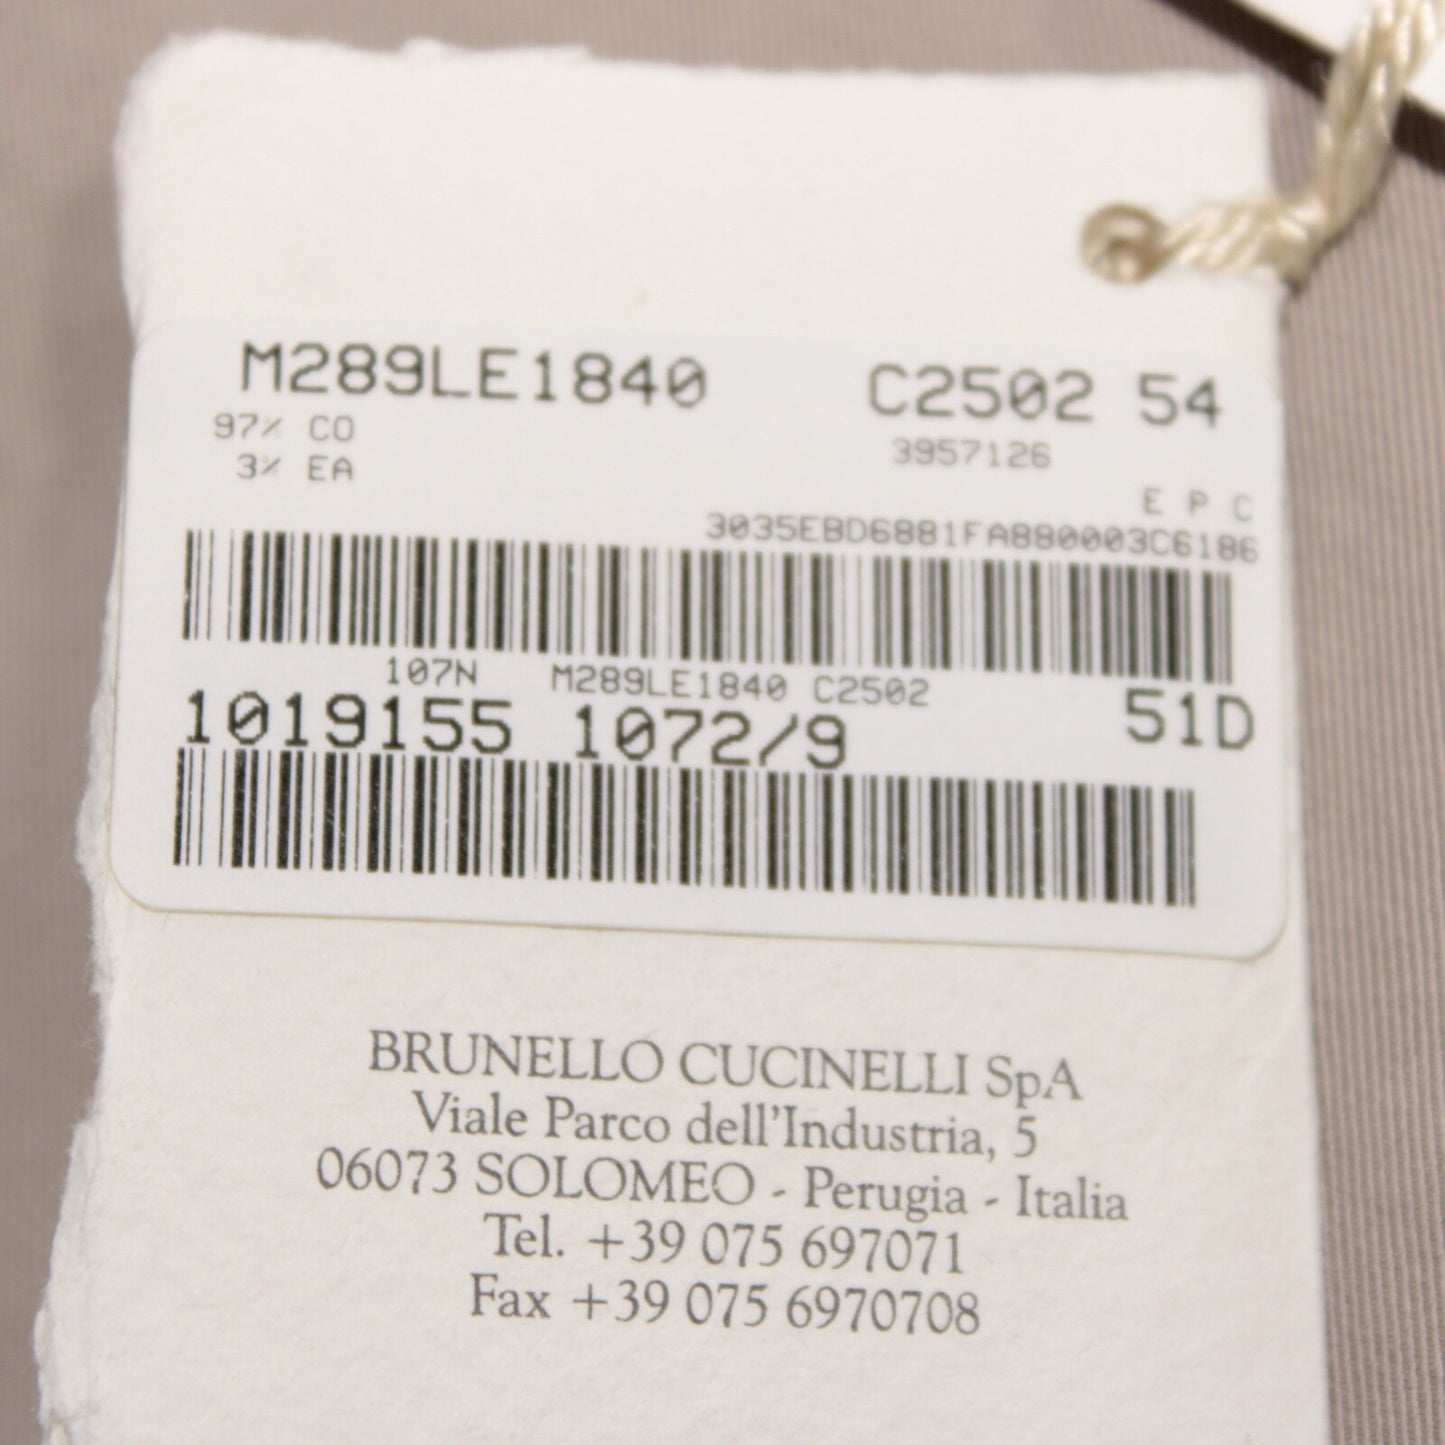 M289LE1840 C2502 54
97% CO 3957126
3% EA
E P C
3035EBD6881FA880003C6186
107N M289LE1840 C2502
1019155 1072/9 51D
BRUNELLO CUCINELLI SpA
Viale Parco dell'Industria, 5
06073 SOLOMEO - Perugia - Italia
Tel. +39 075 697071
Fax +39 075 6970708